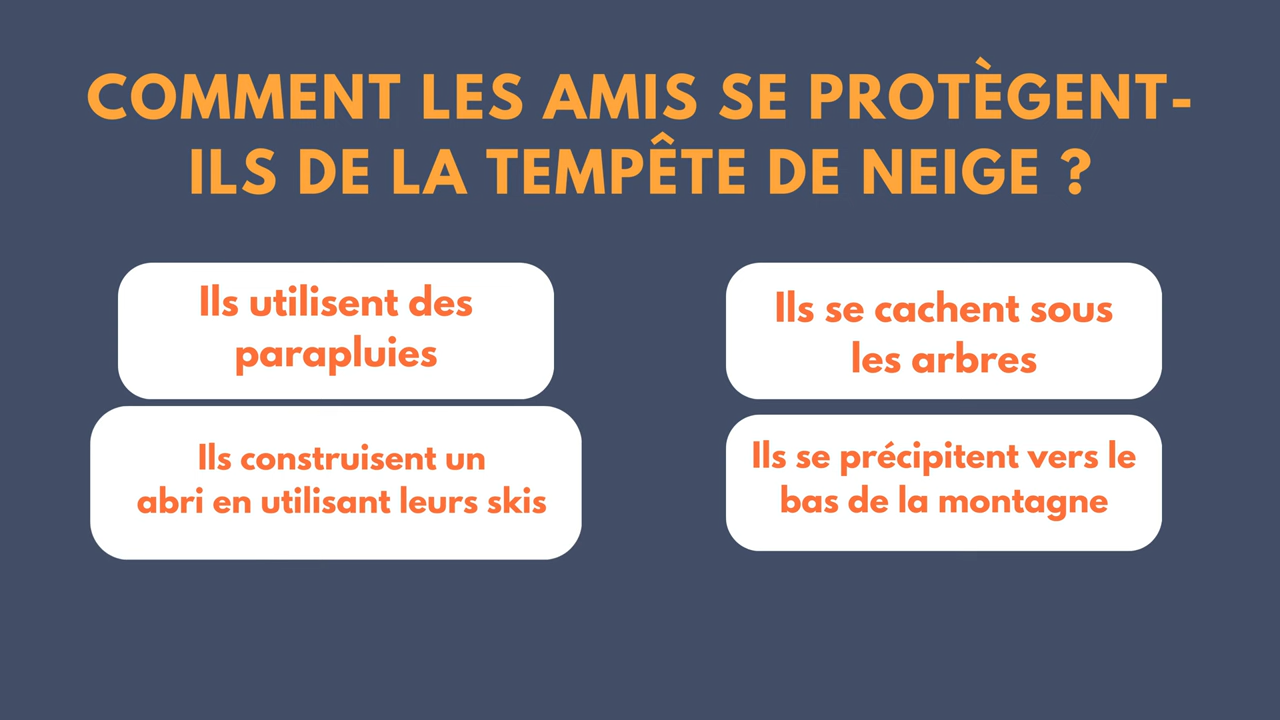 COMMENT LES AMIS SE PROTÈGENT-
ILS DE LA TEMPÊTE DE NEIGE ?
Ils utilisent des
parapluies
Ils se cachent sous
les arbres
Ils construisent un
abri en utilisant leurs skis
Ils se précipitent vers le
bas de la montagne